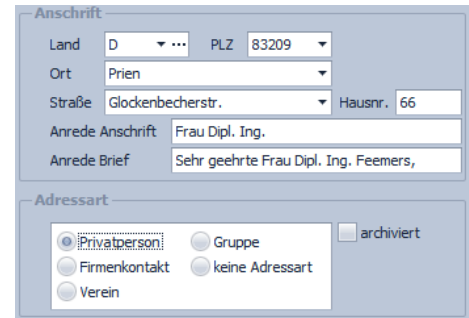 Anschrift
Land D ··· PLZ 83209
Ort Prien
Straße Glockenbecherstr. Hausnr. 66
Anrede Anschrift Frau Dipl. Ing.
Anrede Brief Sehr geehrte Frau Dipl. Ing. Feemers,
Adressart
Privatperson Gruppe archiviert
Firmenkontakt keine Adressart
Verein